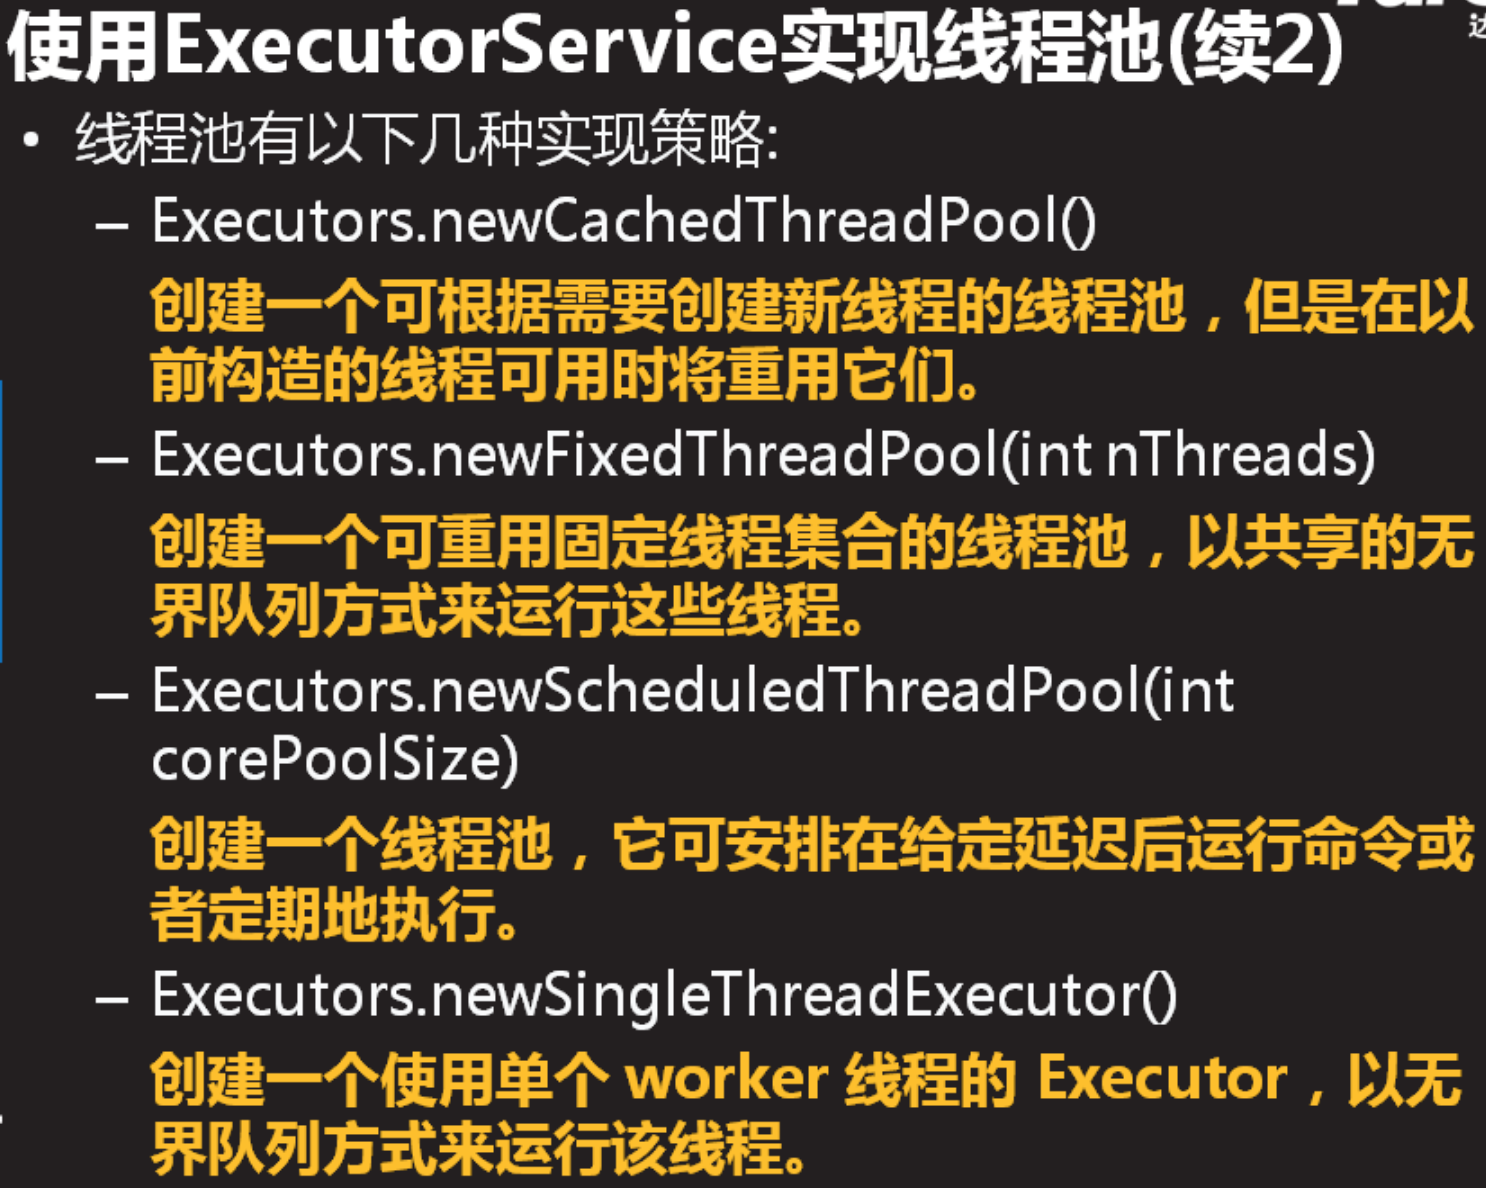 使用ExecutorService实现线程池(续2)
达
• 线程池有以下几种实现策略:
– Executors.newCachedThreadPool()
创建一个可根据需要创建新线程的线程池，但是在以
前构造的线程可用时将重用它们。
– Executors.newFixedThreadPool(int nThreads)
创建一个可重用固定线程集合的线程池，以共享的无
界队列方式来运行这些线程。
– Executors.newScheduledThreadPool(int
corePoolSize)
创建一个线程池，它可安排在给定延迟后运行命令或
者定期地执行。
– Executors.newSingleThreadExecutor()
创建一个使用单个 worker 线程的 Executor，以无
界队列方式来运行该线程。